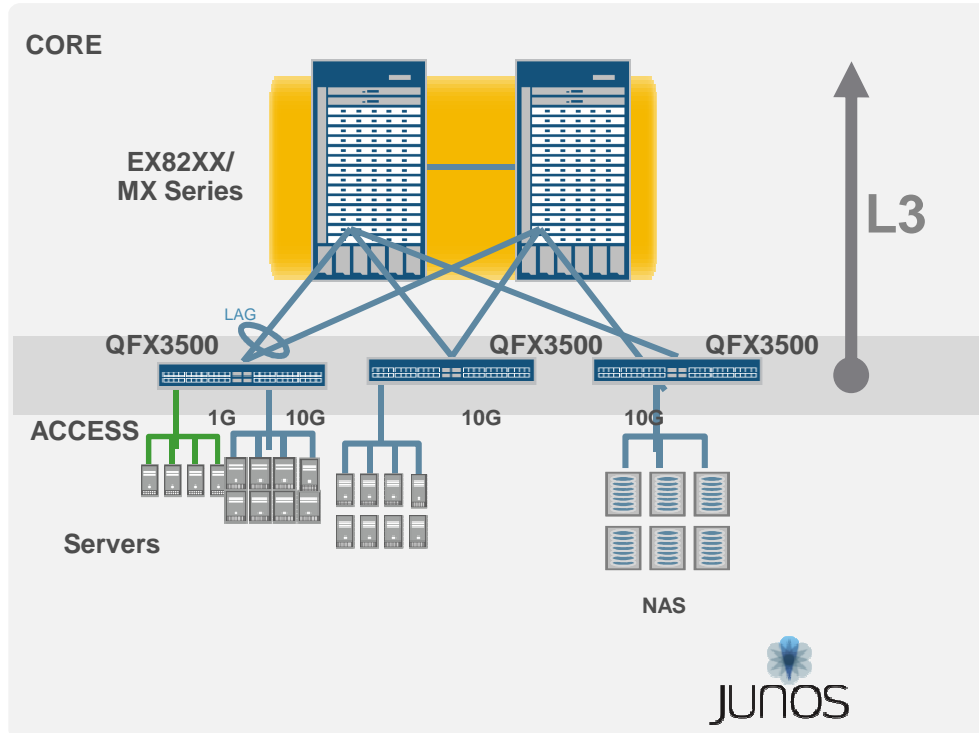 CORE
EX82XX/
MX Series
L3
LAG
QFX3500
QFX3500
QFX3500
1G
10G
10G
10G
ACCESS
Servers
NAS
JUNOS